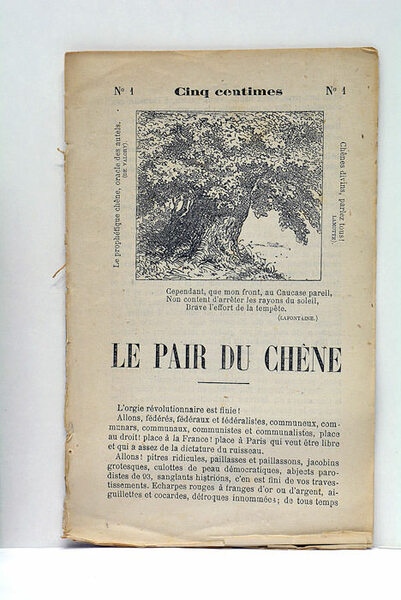 N° 1 Cinq centimes N° 1
Le prophétique chêne, oracle des autels.
(DE VALORY.)
Chênes divins, parlez tous!
LAMOTTE.
Cependant, que mon front, au Caucase pareil,
Non content d'arrêter les rayons du soleil,
Brave l'effort de la tempête.
(LAFONTAINE.)
LE PAIR DU CHÊNE
L'orgie révolutionnaire est finie!
Allons, fédérés, fédéraux et fédéralistes, communeux, com-
munars, communaux, communistes et communalistes, place
au droit! place à la France! place à Paris qui veut être libre
et qui a assez de la dictature du ruisseau.
Allons! pitres ridicules, paillasses et paillassons, jacobins
grotesques, culottes de peau démocratiques, abjects paro-
distes de 93, sanglants histrions, c'en est fini de vos traves-
tissements. Echarpes rouges à franges d'or ou d'argent, ai-
guillettes et cocardes, défroques innommées; de tous temps